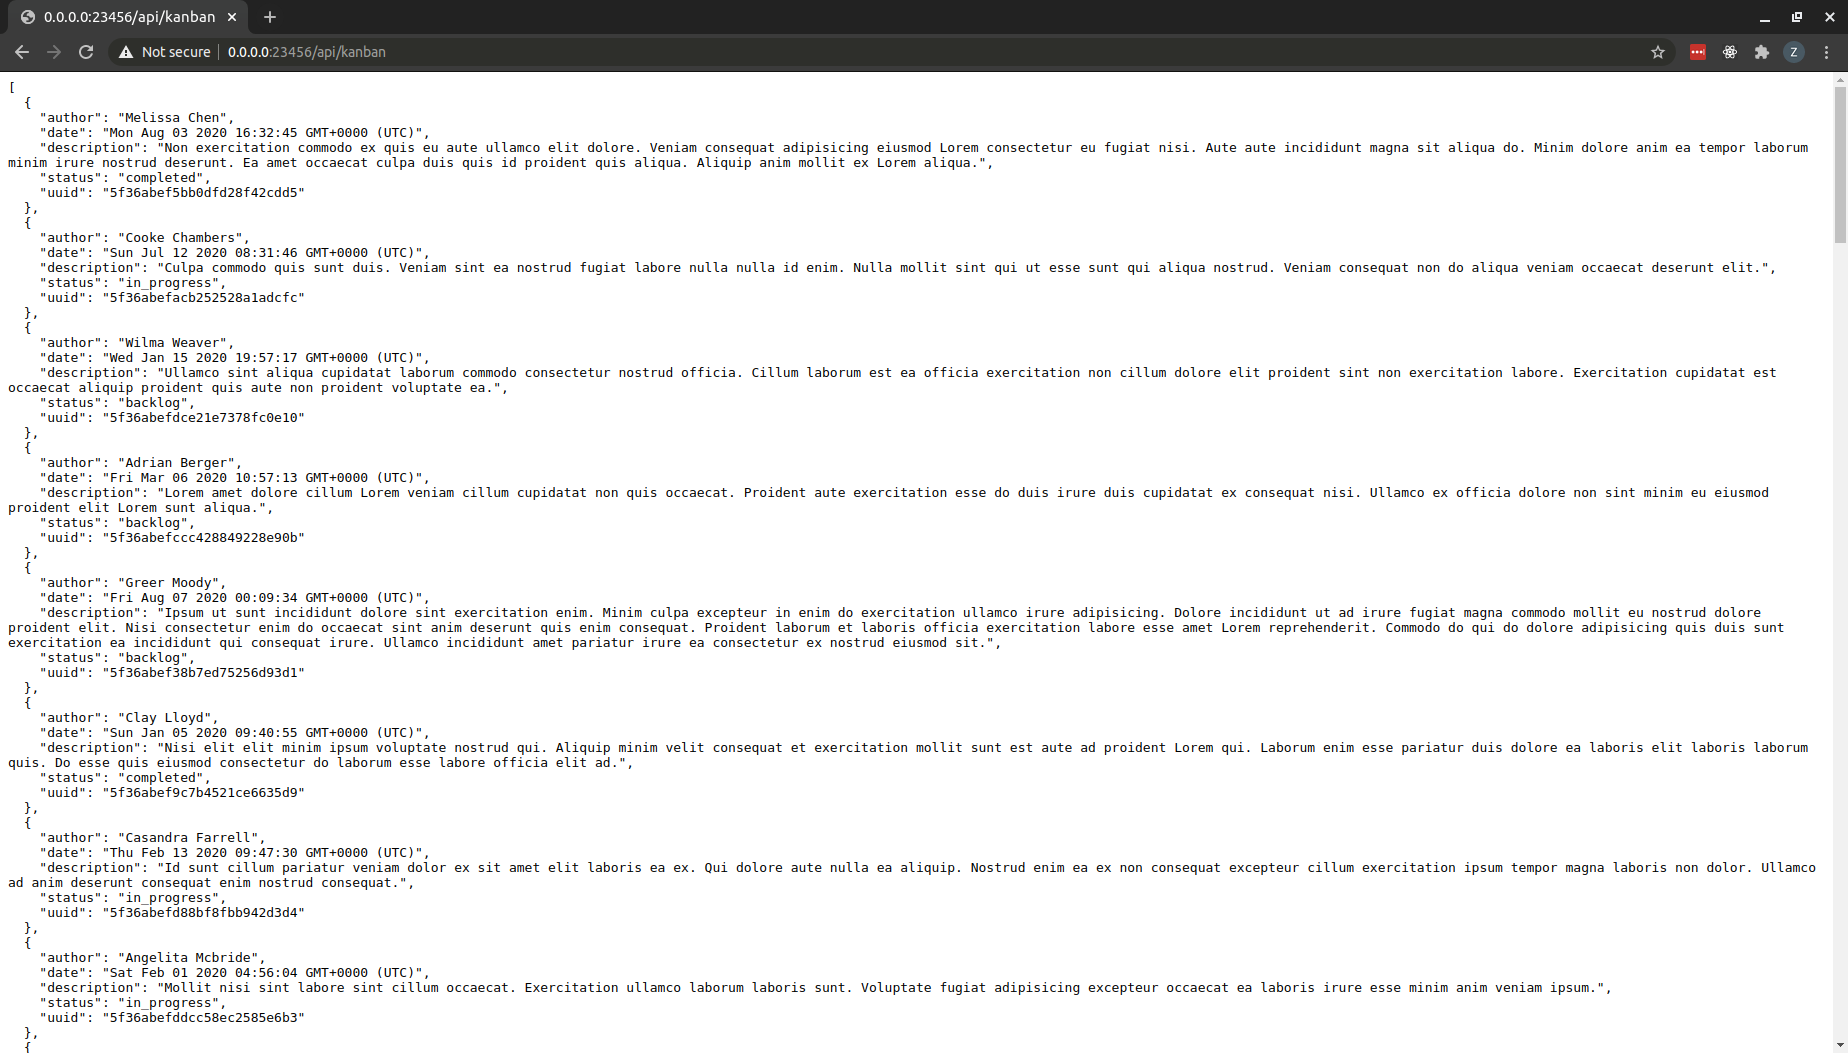 0.0.0.0:23456/api/kanban
Not secure
0.0.0.0:23456/api/kanban
Z
[
  {
    "author": "Melissa Chen",
    "date": "Mon Aug 03 2020 16:32:45 GMT+0000 (UTC)",
    "description": "Non exercitation commodo ex quis eu aute ullamco elit dolore. Veniam consequat adipisicing eiusmod Lorem consectetur eu fugiat nisi. Aute aute incididunt magna sit aliqua do. Minim dolore anim ea tempor laborum
minim irure nostrud deserunt. Ea amet occaecat culpa duis quis id proident quis aliqua. Aliquip anim mollit ex Lorem aliqua.",
    "status": "completed",
    "uuid": "5f36abef5bb0dfd28f42cdd5"
  },
  {
    "author": "Cooke Chambers",
    "date": "Sun Jul 12 2020 08:31:46 GMT+0000 (UTC)",
    "description": "Culpa commodo quis sunt duis. Veniam sint ea nostrud fugiat labore nulla nulla id enim. Nulla mollit sint qui ut esse sunt qui aliqua nostrud. Veniam consequat non do aliqua veniam occaecat deserunt elit.",
    "status": "in_progress",
    "uuid": "5f36abefacb252528a1adcfc"
  },
  {
    "author": "Wilma Weaver",
    "date": "Wed Jan 15 2020 19:57:17 GMT+0000 (UTC)",
    "description": "Ullamco sint aliqua cupidatat laborum commodo consectetur nostrud officia. Cillum laborum est ea officia exercitation non cillum dolore elit proident sint non exercitation labore. Exercitation cupidatat est
occaecat aliquip proident quis aute non proident voluptate ea.",
    "status": "backlog",
    "uuid": "5f36abefdce21e7378fc0e10"
  },
  {
    "author": "Adrian Berger",
    "date": "Fri Mar 06 2020 10:57:13 GMT+0000 (UTC)",
    "description": "Lorem amet dolore cillum Lorem veniam cillum cupidatat non quis occaecat. Proident aute exercitation esse do duis irure duis cupidatat ex consequat nisi. Ullamco ex officia dolore non sint minim eu eiusmod
proident elit Lorem sunt aliqua.",
    "status": "backlog",
    "uuid": "5f36abefccc428849228e90b"
  },
  {
    "author": "Greer Moody",
    "date": "Fri Aug 07 2020 00:09:34 GMT+0000 (UTC)",
    "description": "Ipsum ut sunt incididunt dolore sint exercitation enim. Minim culpa excepteur in enim do exercitation ullamco irure adipisicing. Dolore incididunt ut ad irure fugiat magna commodo mollit eu nostrud dolore
proident elit. Nisi consectetur enim do occaecat sint anim deserunt quis enim consequat. Proident laborum et laboris officia exercitation labore esse amet Lorem reprehenderit. Commodo do qui do dolore adipisicing quis duis sunt
exercitation ea incididunt qui consequat irure. Ullamco incididunt amet pariatur irure ea consectetur ex nostrud eiusmod sit.",
    "status": "backlog",
    "uuid": "5f36abef38b7ed75256d93d1"
  },
  {
    "author": "Clay Lloyd",
    "date": "Sun Jan 05 2020 09:40:55 GMT+0000 (UTC)",
    "description": "Nisi elit elit minim ipsum voluptate nostrud qui. Aliquip minim velit consequat et exercitation mollit sunt est aute ad proident Lorem qui. Laborum enim esse pariatur duis dolore ea laboris elit laboris laborum
quis. Do esse quis eiusmod consectetur do laborum esse labore officia elit ad.",
    "status": "completed",
    "uuid": "5f36abef9c7b4521ce6635d9"
  },
  {
    "author": "Casandra Farrell",
    "date": "Thu Feb 13 2020 09:47:30 GMT+0000 (UTC)",
    "description": "Id sunt cillum pariatur veniam dolor ex sit amet elit laboris ea ex. Qui dolore aute nulla ea aliquip. Nostrud enim ea ex non consequat excepteur cillum exercitation ipsum tempor magna laboris non dolor. Ullamco
ad anim deserunt consequat enim nostrud consequat.",
    "status": "in_progress",
    "uuid": "5f36abefd88bf8fbb942d3d4"
  },
  {
    "author": "Angelita Mcbride",
    "date": "Sat Feb 01 2020 04:56:04 GMT+0000 (UTC)",
    "description": "Mollit nisi sint labore sint cillum occaecat. Exercitation ullamco laborum laboris sunt. Voluptate fugiat adipisicing excepteur occaecat ea laboris irure esse minim anim veniam ipsum.",
    "status": "in_progress",
    "uuid": "5f36abefddcc58ec2585e6b3"
  },
  {